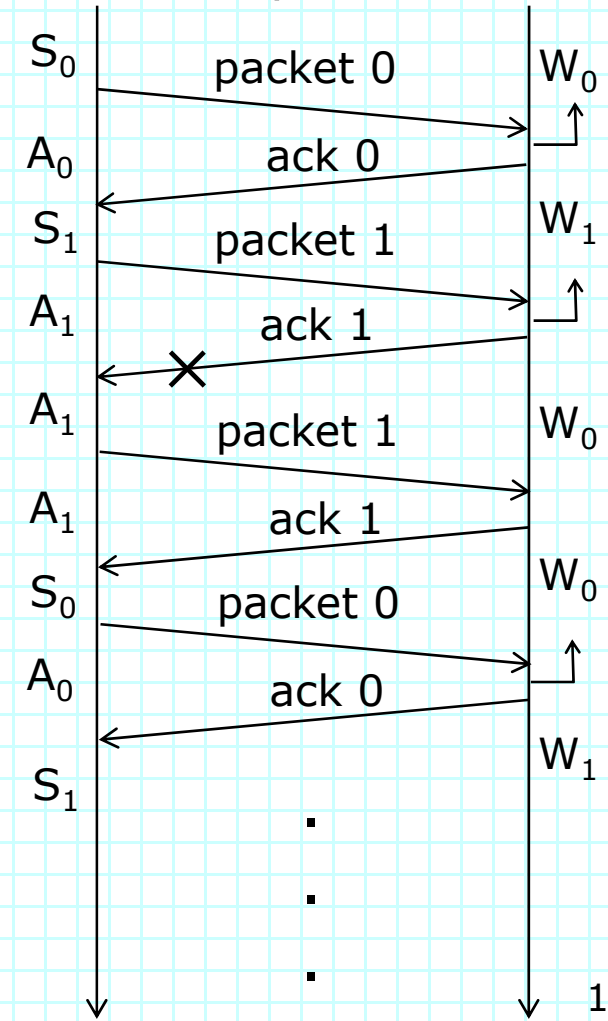 S₀ packet 0 W₀
A₀ ack 0
S₁ packet 1 W₁
A₁ ack 1
A₁ packet 1 W₀
A₁ ack 1
S₀ packet 0 W₀
A₀ ack 0
W₁
S₁
.
.
.
1